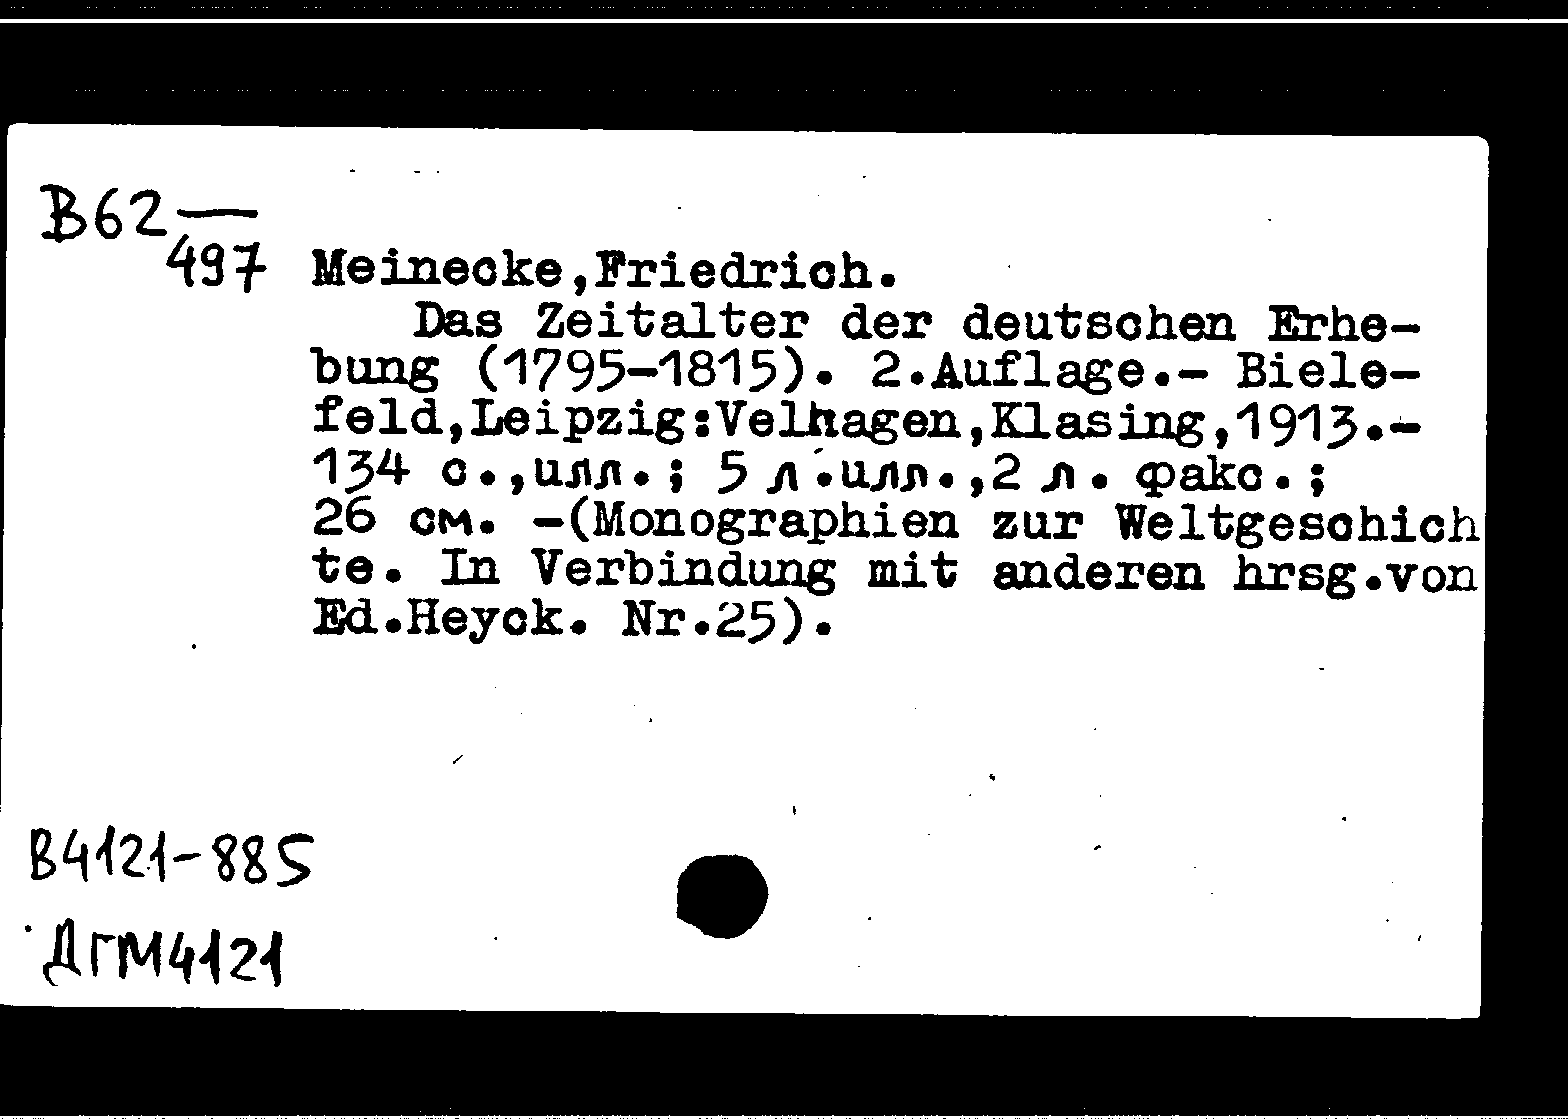 B62—
497 Meinecke,Friedrich.
Das Zeitalter der deutschen Erhe-
bung (1795-1815). 2.Auflage.- Biele-
feld,Leipzig:Velhagen,Klasing,1913.-
134 с.,илл.; 5 л.илл.,2 л. факс.;
26 см. -(Monographien zur Weltgeschich
te. In Verbindung mit anderen hrsg.von
Ed.Heyck. Nr.25).
B4121-885
ДГМ4121